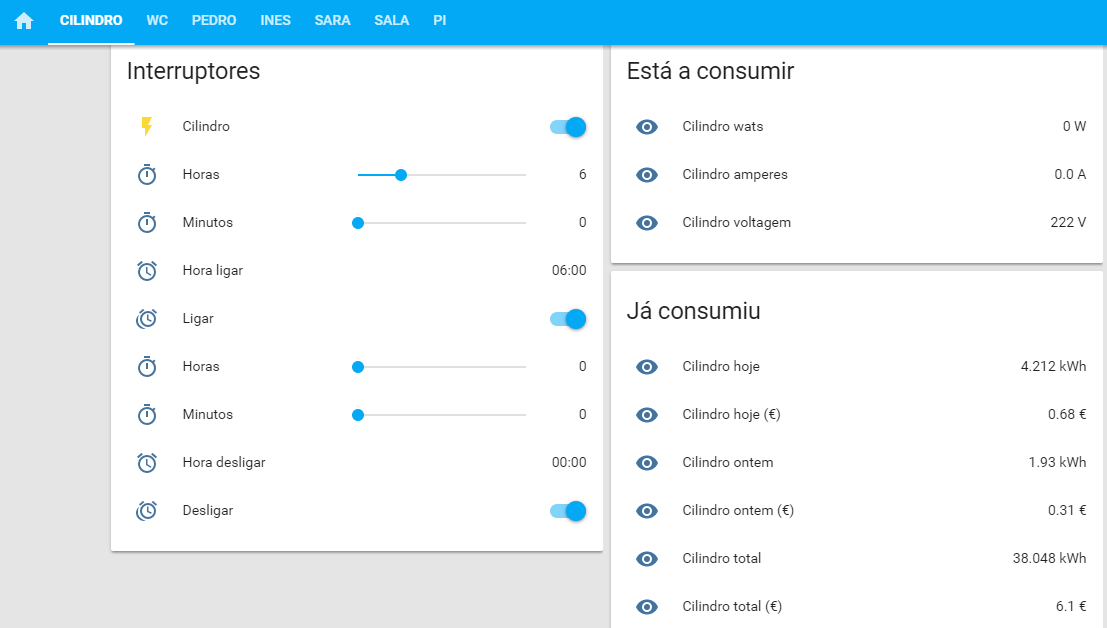 CILINDRO WC PEDRO INES SARA SALA PI
Interruptores
Cilindro
Horas 6
Minutos 0
Hora ligar 06:00
Ligar
Horas 0
Minutos 0
Hora desligar 00:00
Desligar
Está a consumir
Cilindro wats 0 W
Cilindro amperes 0.0 A
Cilindro voltagem 222 V
Já consumiu
Cilindro hoje 4.212 kWh
Cilindro hoje (€) 0.68 €
Cilindro ontem 1.93 kWh
Cilindro ontem (€) 0.31 €
Cilindro total 38.048 kWh
Cilindro total (€) 6.1 €